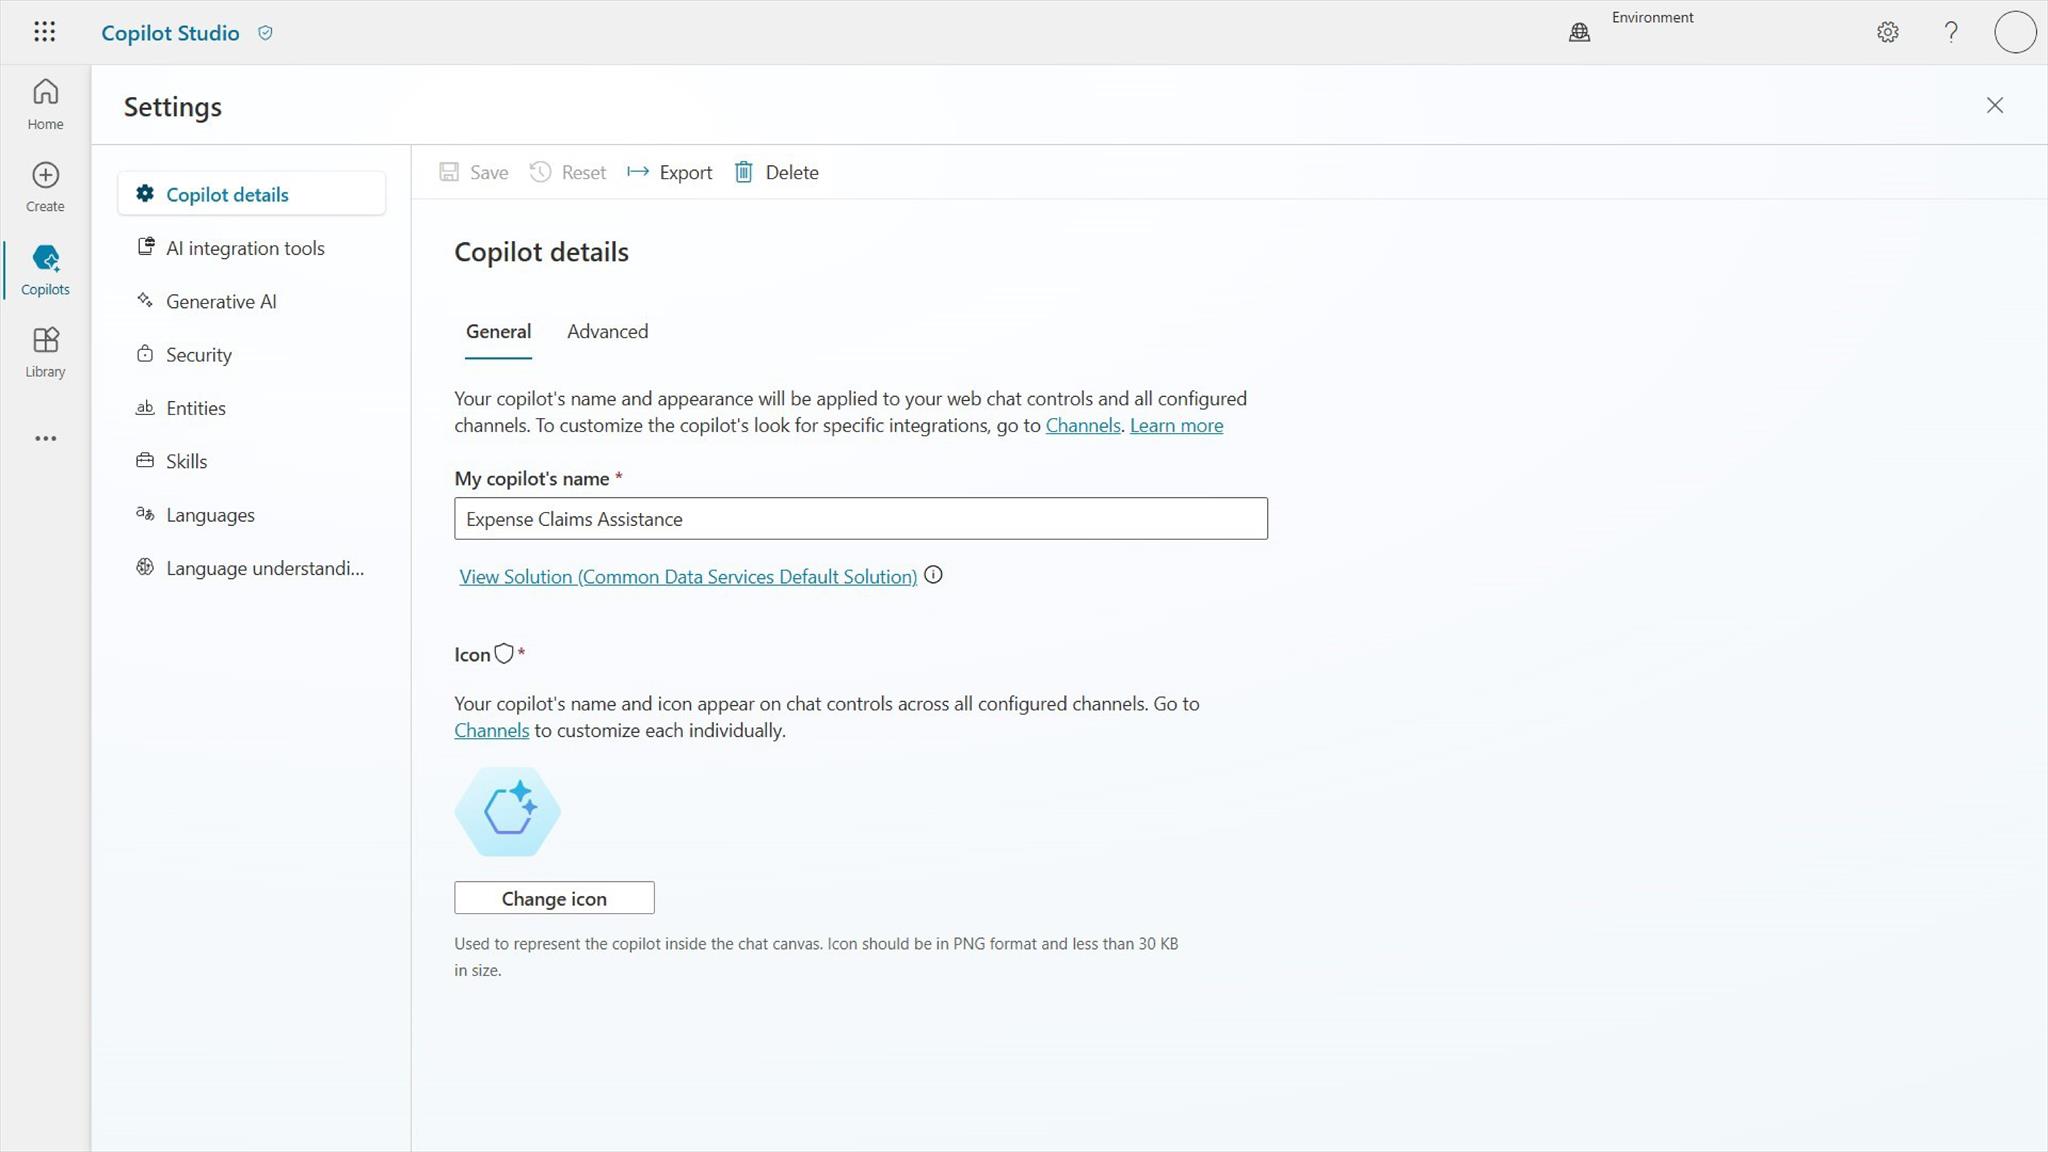 Copilot Studio
Environment
Home
Create
Copilots
Library
Settings
Copilot details
AI integration tools
Generative AI
Security
Entities
Skills
Languages
Language understandi...
Save
Reset
Export
Delete
Copilot details
General
Advanced
Your copilot's name and appearance will be applied to your web chat controls and all configured
channels. To customize the copilot's look for specific integrations, go to Channels. Learn more
My copilot's name *
Expense Claims Assistance
View Solution (Common Data Services Default Solution)
Icon *
Your copilot's name and icon appear on chat controls across all configured channels. Go to
Channels to customize each individually.
Change icon
Used to represent the copilot inside the chat canvas. Icon should be in PNG format and less than 30 KB
in size.